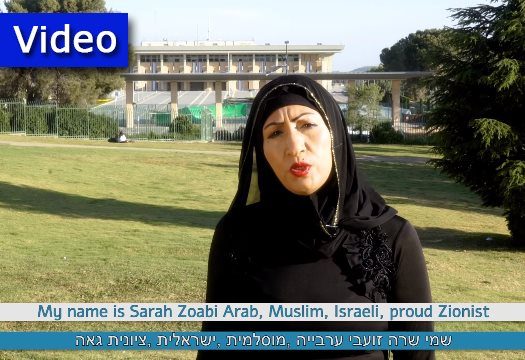 Video
My name is Sarah Zoabi Arab, Muslim, Israeli, proud Zionist
שמי שרה זועבי ערבייה ,מוסלמית ,ישראלית, ציונית גאה